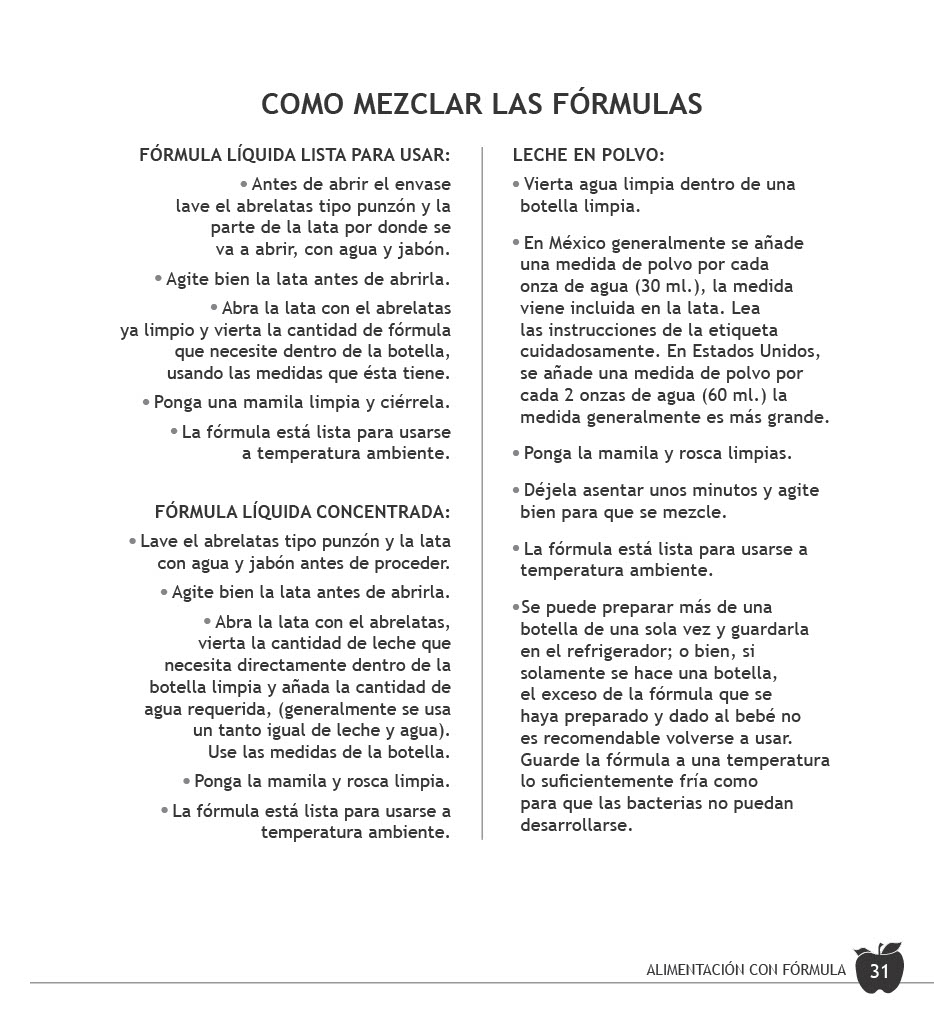 COMO MEZCLAR LAS FÓRMULAS
FÓRMULA LÍQUIDA LISTA PARA USAR:
• Antes de abrir el envase
lave el abrelatas tipo punzón y la
parte de la lata por donde se
va a abrir, con agua y jabón.
• Agite bien la lata antes de abrirla.
• Abra la lata con el abrelatas
ya limpio y vierta la cantidad de fórmula
que necesite dentro de la botella,
usando las medidas que ésta tiene.
• Ponga una mamila limpia y ciérrela.
• La fórmula está lista para usarse
a temperatura ambiente.
FÓRMULA LÍQUIDA CONCENTRADA:
• Lave el abrelatas tipo punzón y la lata
con agua y jabón antes de proceder.
• Agite bien la lata antes de abrirla.
• Abra la lata con el abrelatas,
vierta la cantidad de leche que
necesita directamente dentro de la
botella limpia y añada la cantidad de
agua requerida, (generalmente se usa
un tanto igual de leche y agua).
Use las medidas de la botella.
• Ponga la mamila y rosca limpia.
• La fórmula está lista para usarse a
temperatura ambiente.
LECHE EN POLVO:
• Vierta agua limpia dentro de una
botella limpia.
• En México generalmente se añade
una medida de polvo por cada
onza de agua (30 ml.), la medida
viene incluida en la lata. Lea
las instrucciones de la etiqueta
cuidadosamente. En Estados Unidos,
se añade una medida de polvo por
cada 2 onzas de agua (60 ml.) la
medida generalmente es más grande.
• Ponga la mamila y rosca limpias.
• Déjela asentar unos minutos y agite
bien para que se mezcle.
• La fórmula está lista para usarse a
temperatura ambiente.
•Se puede preparar más de una
botella de una sola vez y guardarla
en el refrigerador; o bien, si
solamente se hace una botella,
el exceso de la fórmula que se
haya preparado y dado al bebé no
es recomendable volverse a usar.
Guarde la fórmula a una temperatura
lo suficientemente fría como
para que las bacterias no puedan
desarrollarse.
ALIMENTACIÓN CON FÓRMULA 31